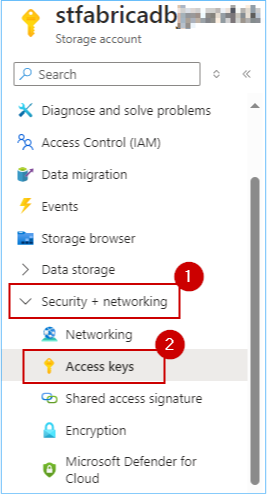 stfabricadb
Storage account
Search
Diagnose and solve problems
Access Control (IAM)
Data migration
Events
Storage browser
Data storage
1
Security + networking
Networking
2
Access keys
Shared access signature
Encryption
Microsoft Defender for
Cloud